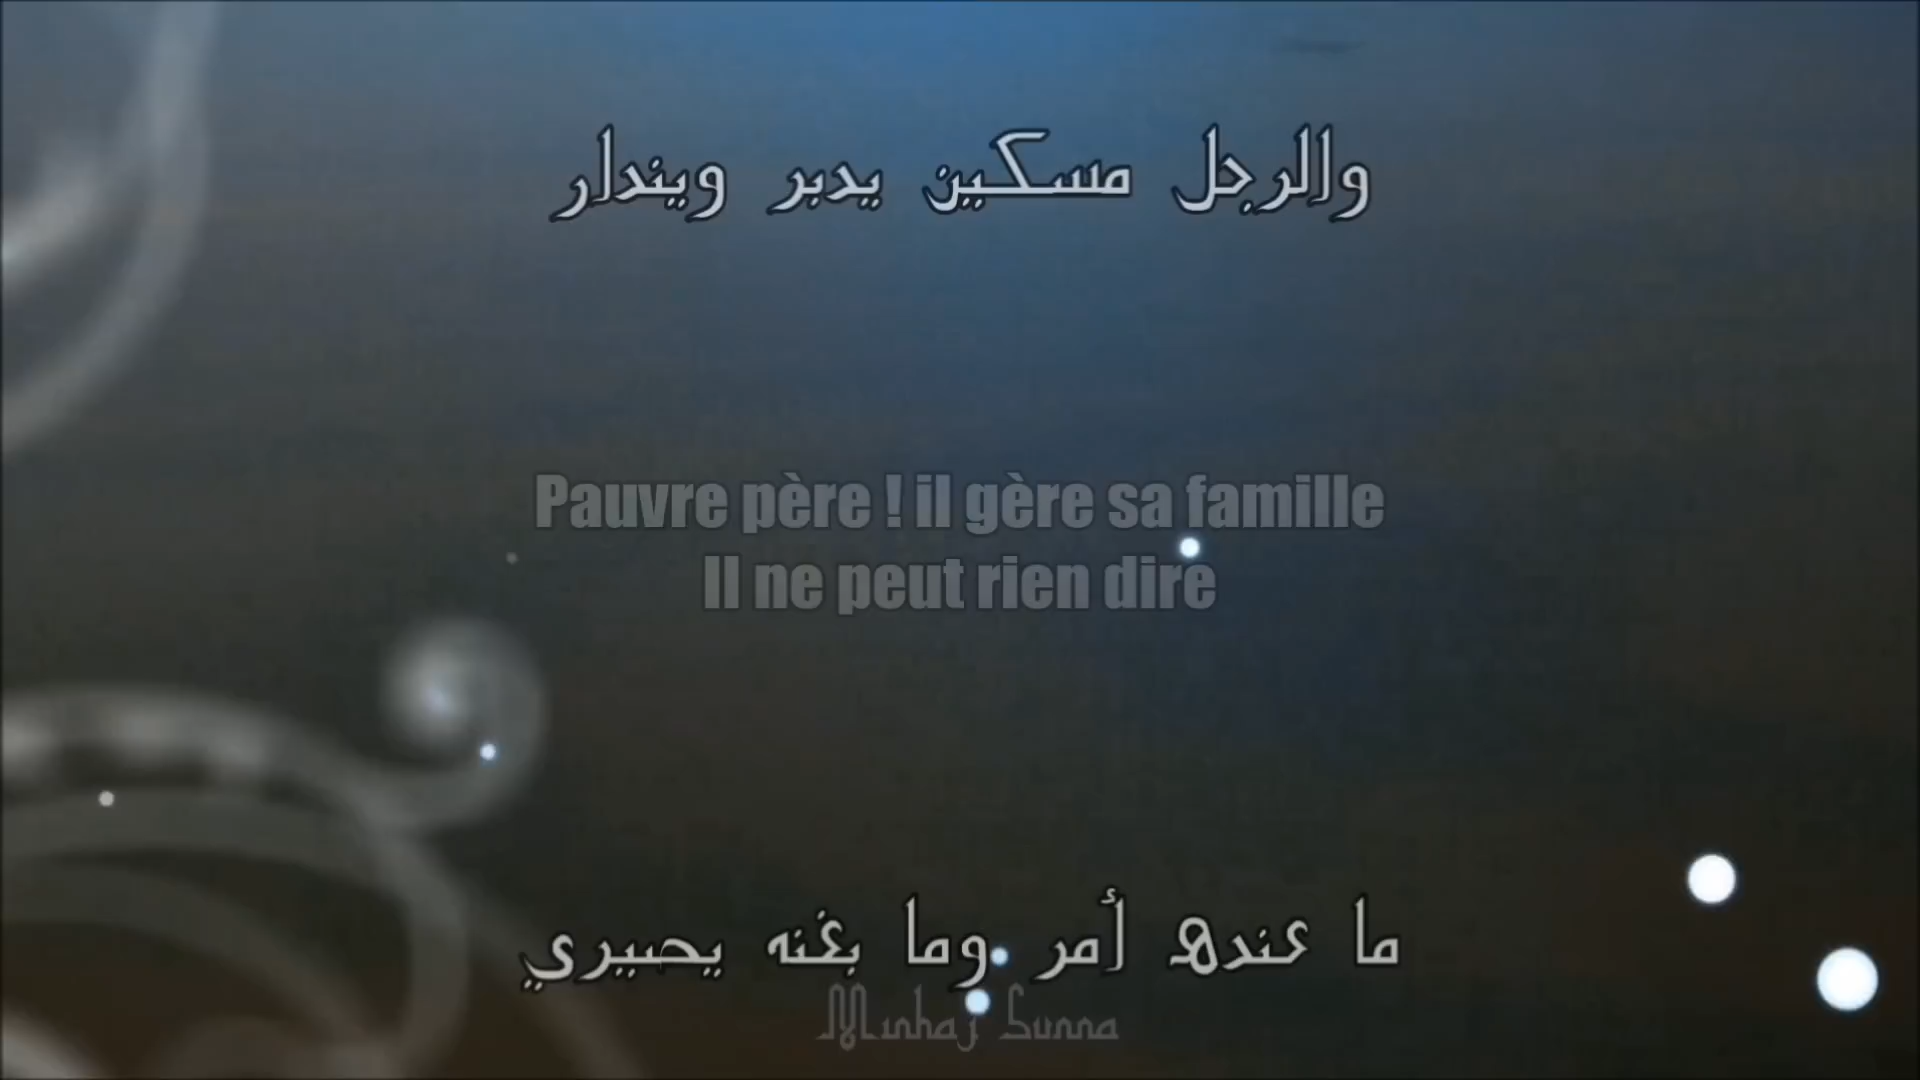 والرجل مسكين يدبر ويندار
Pauvre père ! il gère sa famille
Il ne peut rien dire
ما عنده أمر وما بغنه يصيري
Minhaj Sunna